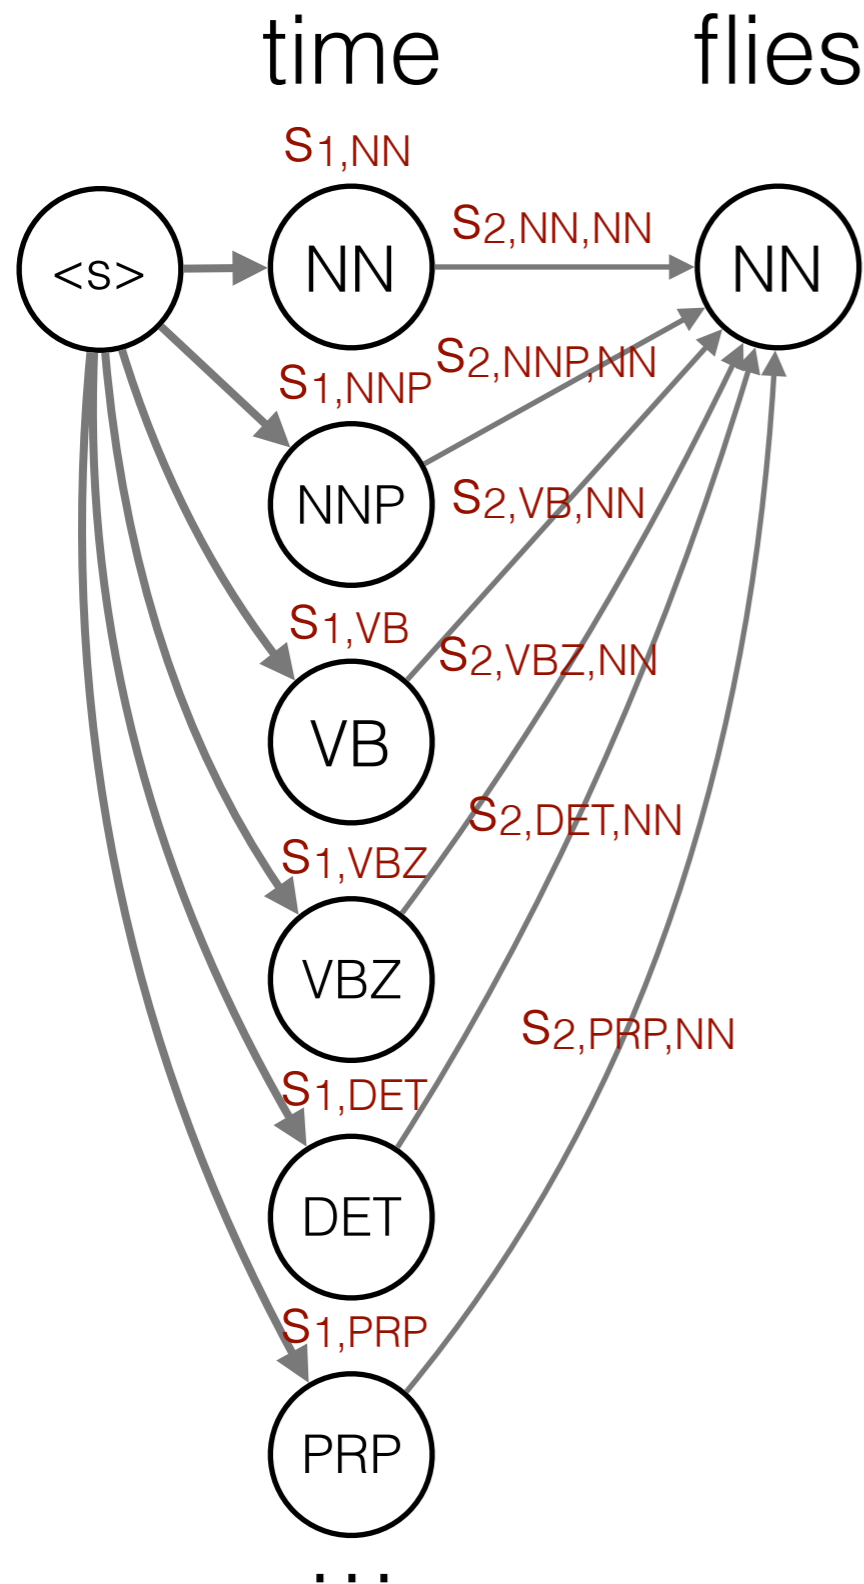 time flies
s1,NN
s2,NN,NN
<s> NN NN
s2,NNP,NN
s1,NNP
NNP
s2,VB,NN
s1,VB
s2,VBZ,NN
VB
s2,DET,NN
s1,VBZ
VBZ
s2,PRP,NN
s1,DET
DET
s1,PRP
PRP
...